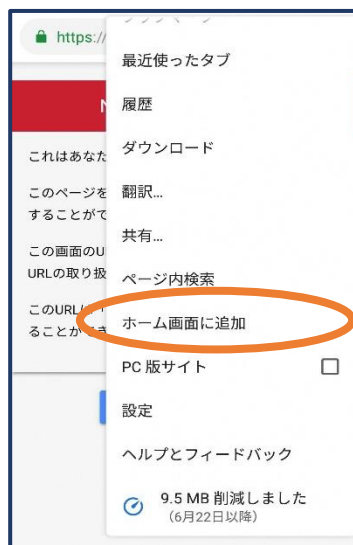 https://
最近使ったタブ
履歴
これはあなた
ダウンロード
このページを
翻訳...
することがで
共有...
この画面のU
URLの取り扱
ページ内検索
このURLは
ホーム画面に追加
ることがき
PC 版サイト
設定
ヘルプとフィードバック
9.5 MB 削減しました
(6月22日以降)